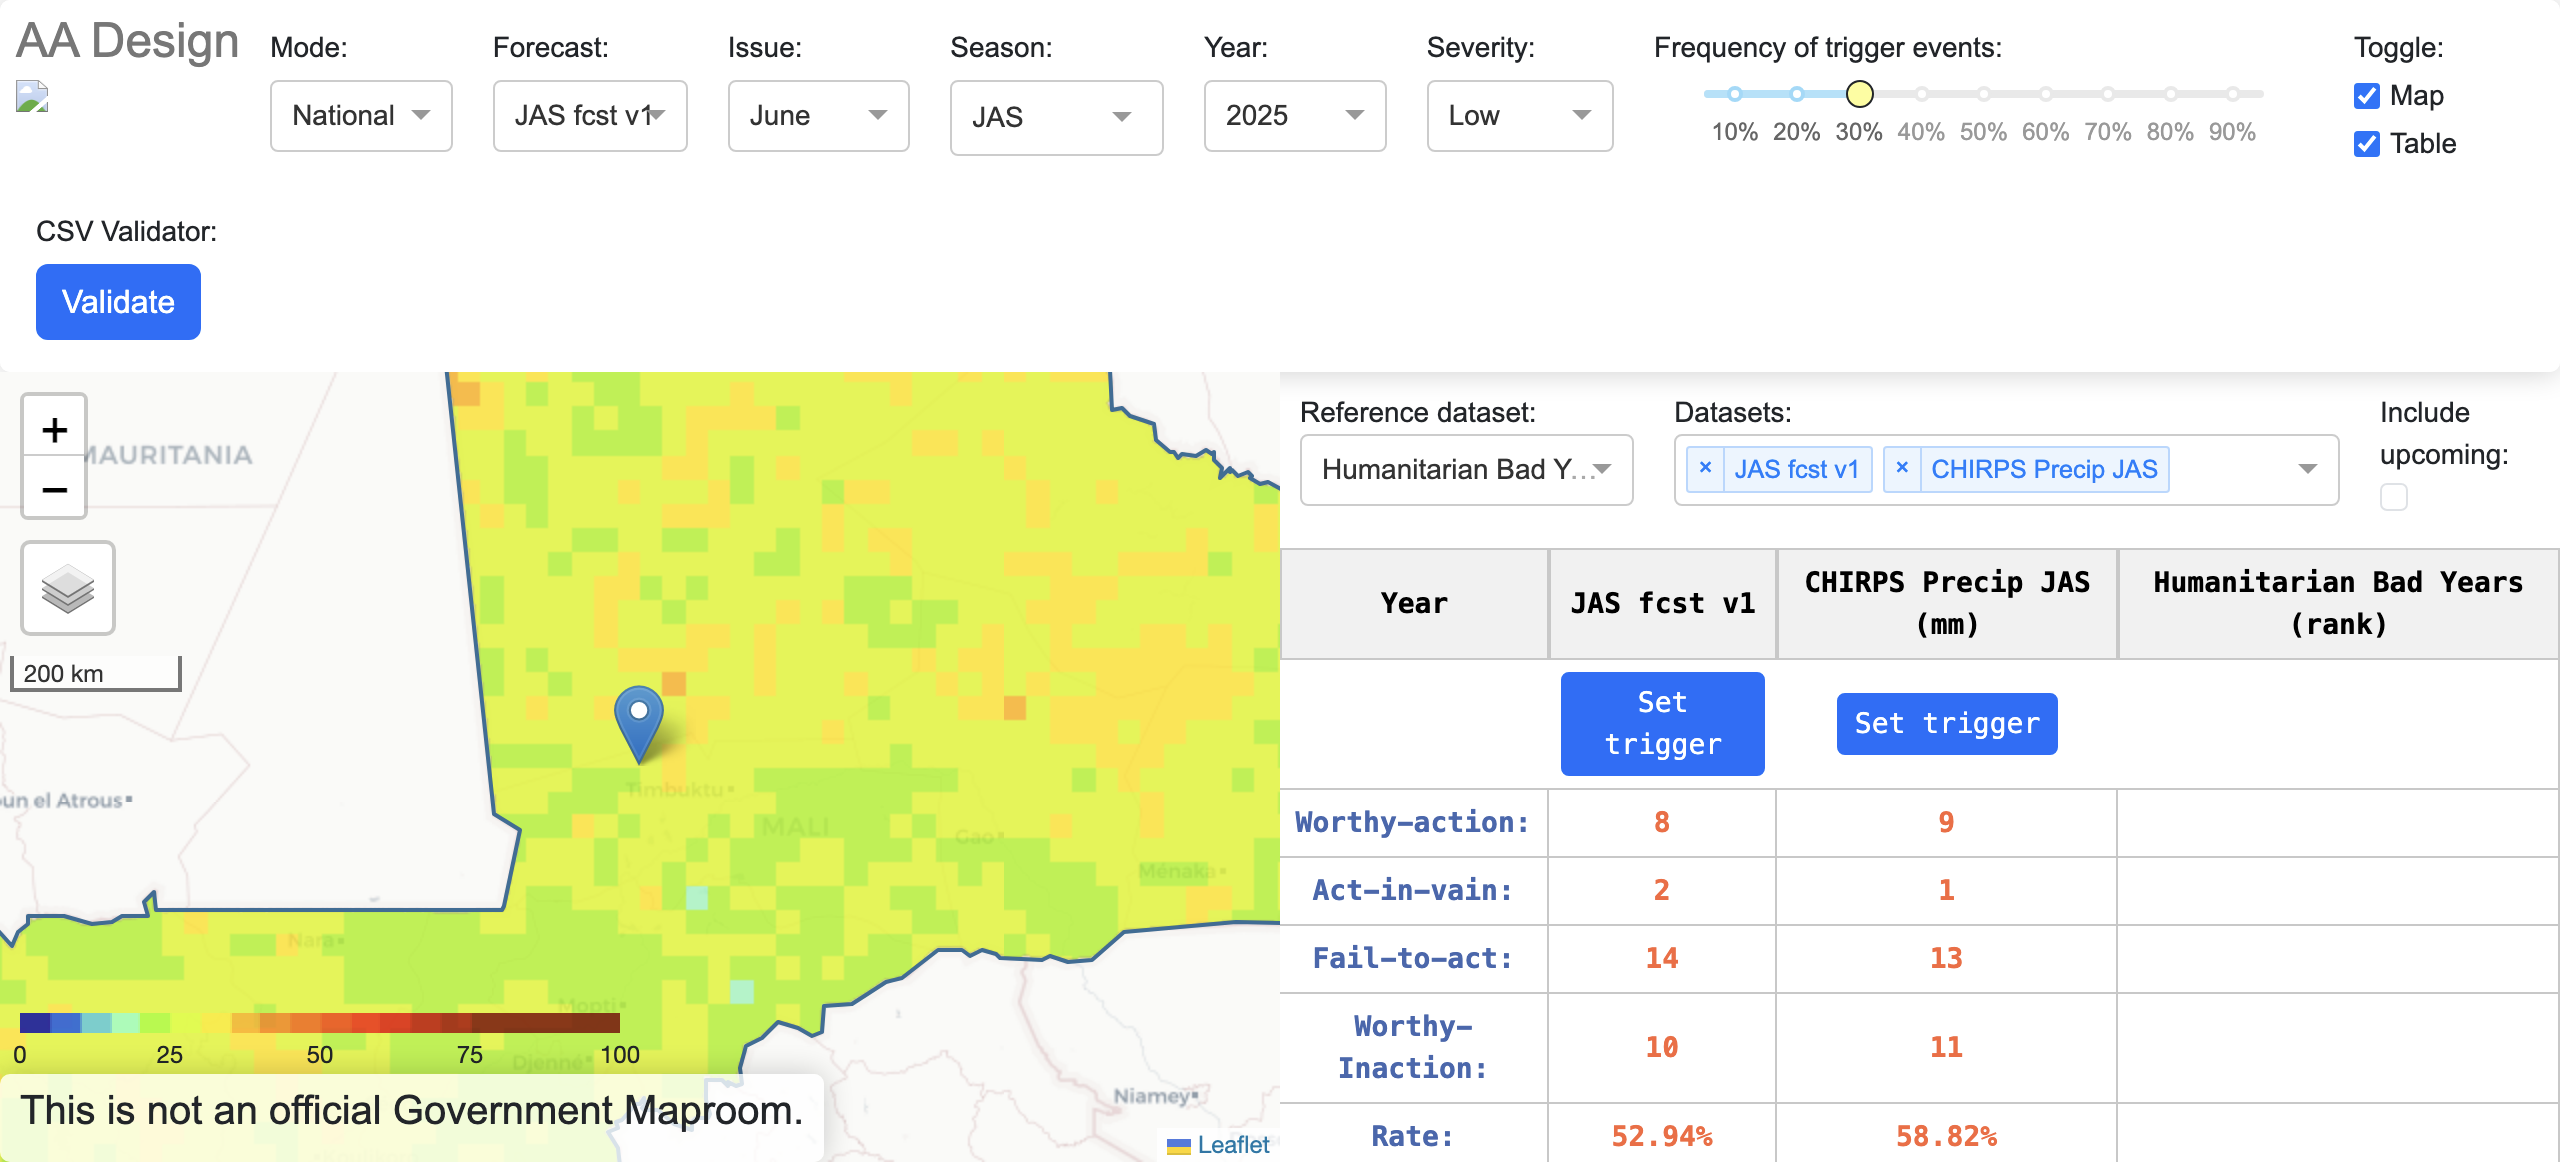 AA Design
Mode:
Forecast:
Issue:
Season:
Year:
Severity:
Frequency of trigger events:
Toggle:
National
JAS fcst v1
June
JAS
2025
Low
10% 20% 30% 40% 50% 60% 70% 80% 90%
Map
Table
CSV Validator:
Validate
+
−
MAURITANIA
200 km
un el Atrous
Timbuktu
MALI
Gao
Ménaka
Nara
Mopti
Djenné
Niamey
0 25 50 75 100
This is not an official Government Maproom.
Leaflet
Reference dataset:
Datasets:
Include
upcoming:
Humanitarian Bad Y...
× JAS fcst v1 × CHIRPS Precip JAS
Year
JAS fcst v1
CHIRPS Precip JAS
(mm)
Humanitarian Bad Years
(rank)
Set
trigger
Set trigger
Worthy-action: 8 9
Act-in-vain: 2 1
Fail-to-act: 14 13
Worthy-
Inaction: 10 11
Rate: 52.94% 58.82%